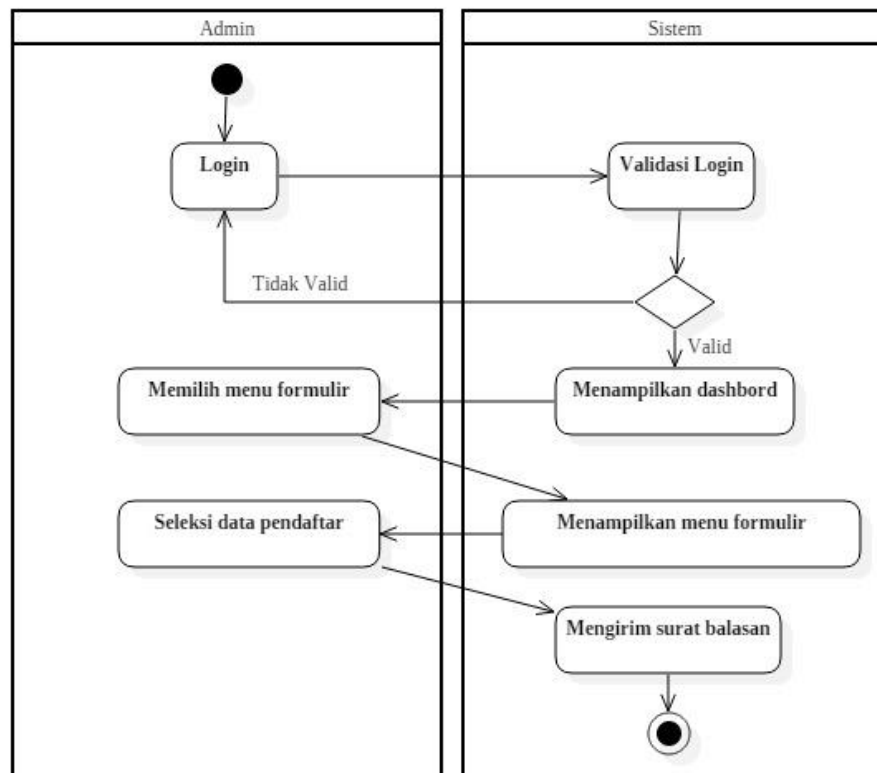 Admin
Sistem
Login
Validasi Login
Tidak Valid
Valid
Memilih menu formulir
Menampilkan dashbord
Seleksi data pendaftar
Menampilkan menu formulir
Mengirim surat balasan